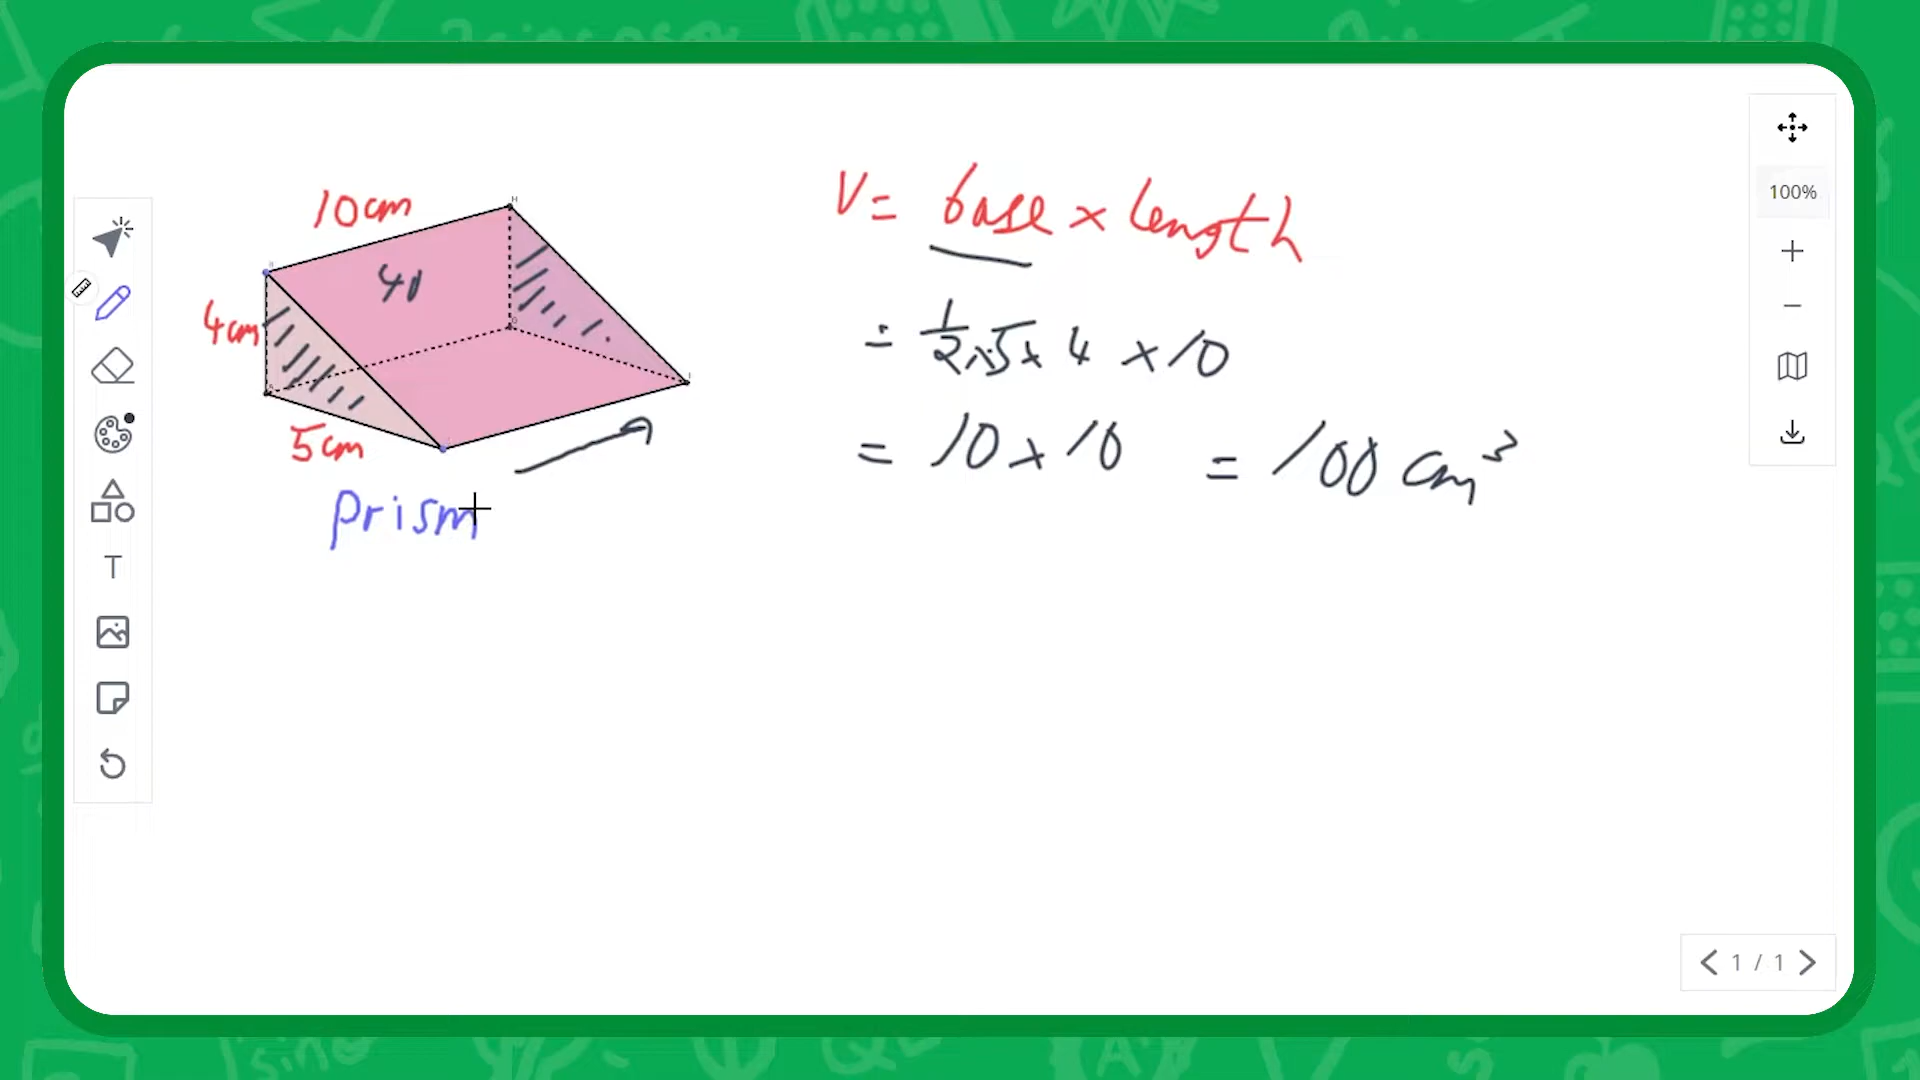 10cm
V = base × length
40
4cm
= 1/2 × 5 × 4 × 10
5cm
= 10 × 10 = 100 cm³
prism
100%
T
1 / 1